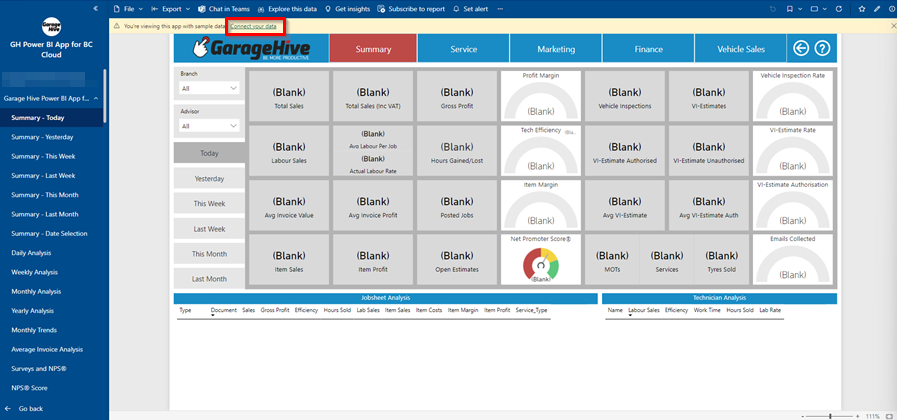 File Export Chat in Teams Explore this data Get insights Subscribe to report Set alert
You're viewing this app with sample data Connect your data
GARAGE HIVE
GH Power BI App for BC Cloud
Garage Hive Power BI App f...
Summary - Today
Summary - Yesterday
Summary - This Week
Summary - Last Week
Summary - This Month
Summary - Last Month
Summary - Date Selection
Daily Analysis
Weekly Analysis
Monthly Analysis
Yearly Analysis
Monthly Trends
Average Invoice Analysis
Surveys and NPS®
NPS® Score
Go back
GarageHive
BE MORE PRODUCTIVE
Summary Service Marketing Finance Vehicle Sales
Branch
All
Advisor
All
Today
Yesterday
This Week
Last Week
This Month
Last Month
(Blank)
Total Sales
(Blank)
Total Sales (Inc VAT)
(Blank)
Gross Profit
Profit Margin
(Blank)
(Blank)
Vehicle Inspections
(Blank)
VI-Estimates
Vehicle Inspection Rate
(Blank)
(Blank)
Labour Sales
(Blank)
Avg Labour Per Job
(Blank)
Actual Labour Rate
(Blank)
Hours Gained/Lost
Tech Efficiency (Bla...
(Blank)
(Blank)
VI-Estimate Authorised
(Blank)
VI-Estimate Unauthorised
VI-Estimate Rate
(Blank)
(Blank)
Avg Invoice Value
(Blank)
Avg Invoice Profit
(Blank)
Posted Jobs
Item Margin
(Blank)
(Blank)
Avg VI-Estimate
(Blank)
Avg VI-Estimate Auth
VI-Estimate Authorisation
(Blank)
(Blank)
Item Sales
(Blank)
Item Profit
(Blank)
Open Estimates
Net Promoter Score®
(Blank)
(Blank)
MOTs
(Blank)
Services
(Blank)
Tyres Sold
Emails Collected
(Blank)
Jobsheet Analysis
Type Document Sales Gross Profit Efficiency Hours Sold Lab Sales Item Sales Item Costs Item Margin Item Profit Service_Type
Technician Analysis
Name Labour Sales Efficiency Work Time Hours Sold Lab Rate
111%